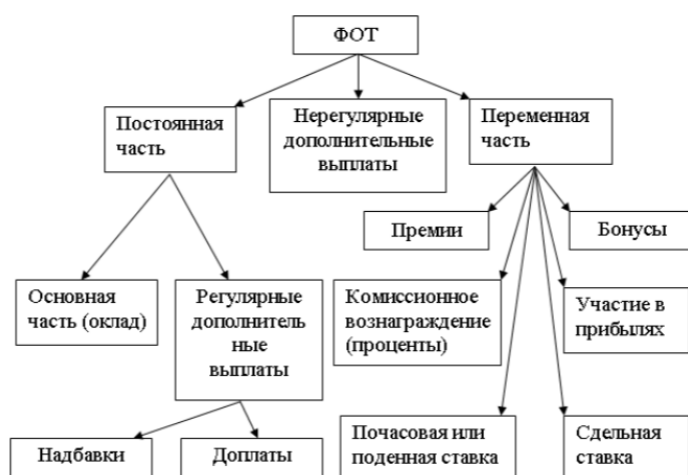 ФОТ
Постоянная
часть
Нерегулярные
дополнительные
выплаты
Переменная
часть
Премии
Бонусы
Основная
часть (оклад)
Регулярные
дополнитель
ные
выплаты
Комиссионное
вознаграждение
(проценты)
Участие в
прибылях
Надбавки
Доплаты
Почасовая или
поденная ставка
Сдельная
ставка